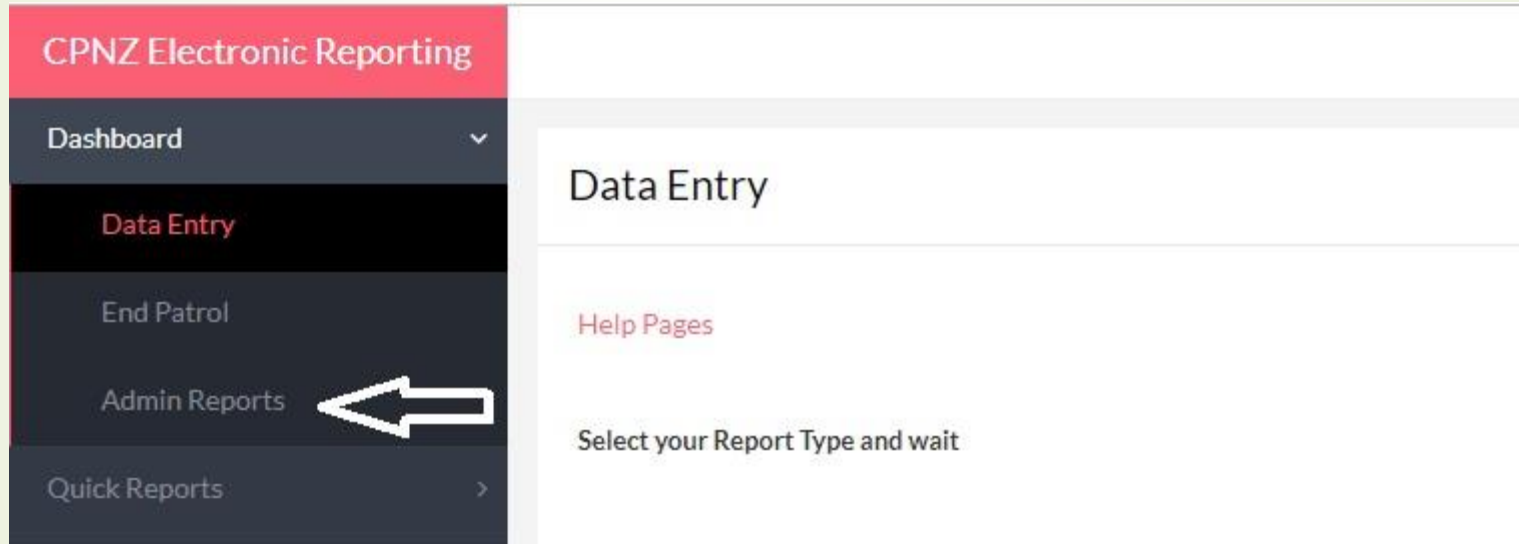 CPNZ Electronic Reporting
Dashboard
Data Entry
End Patrol
Admin Reports
Quick Reports
Data Entry
Help Pages
Select your Report Type and wait